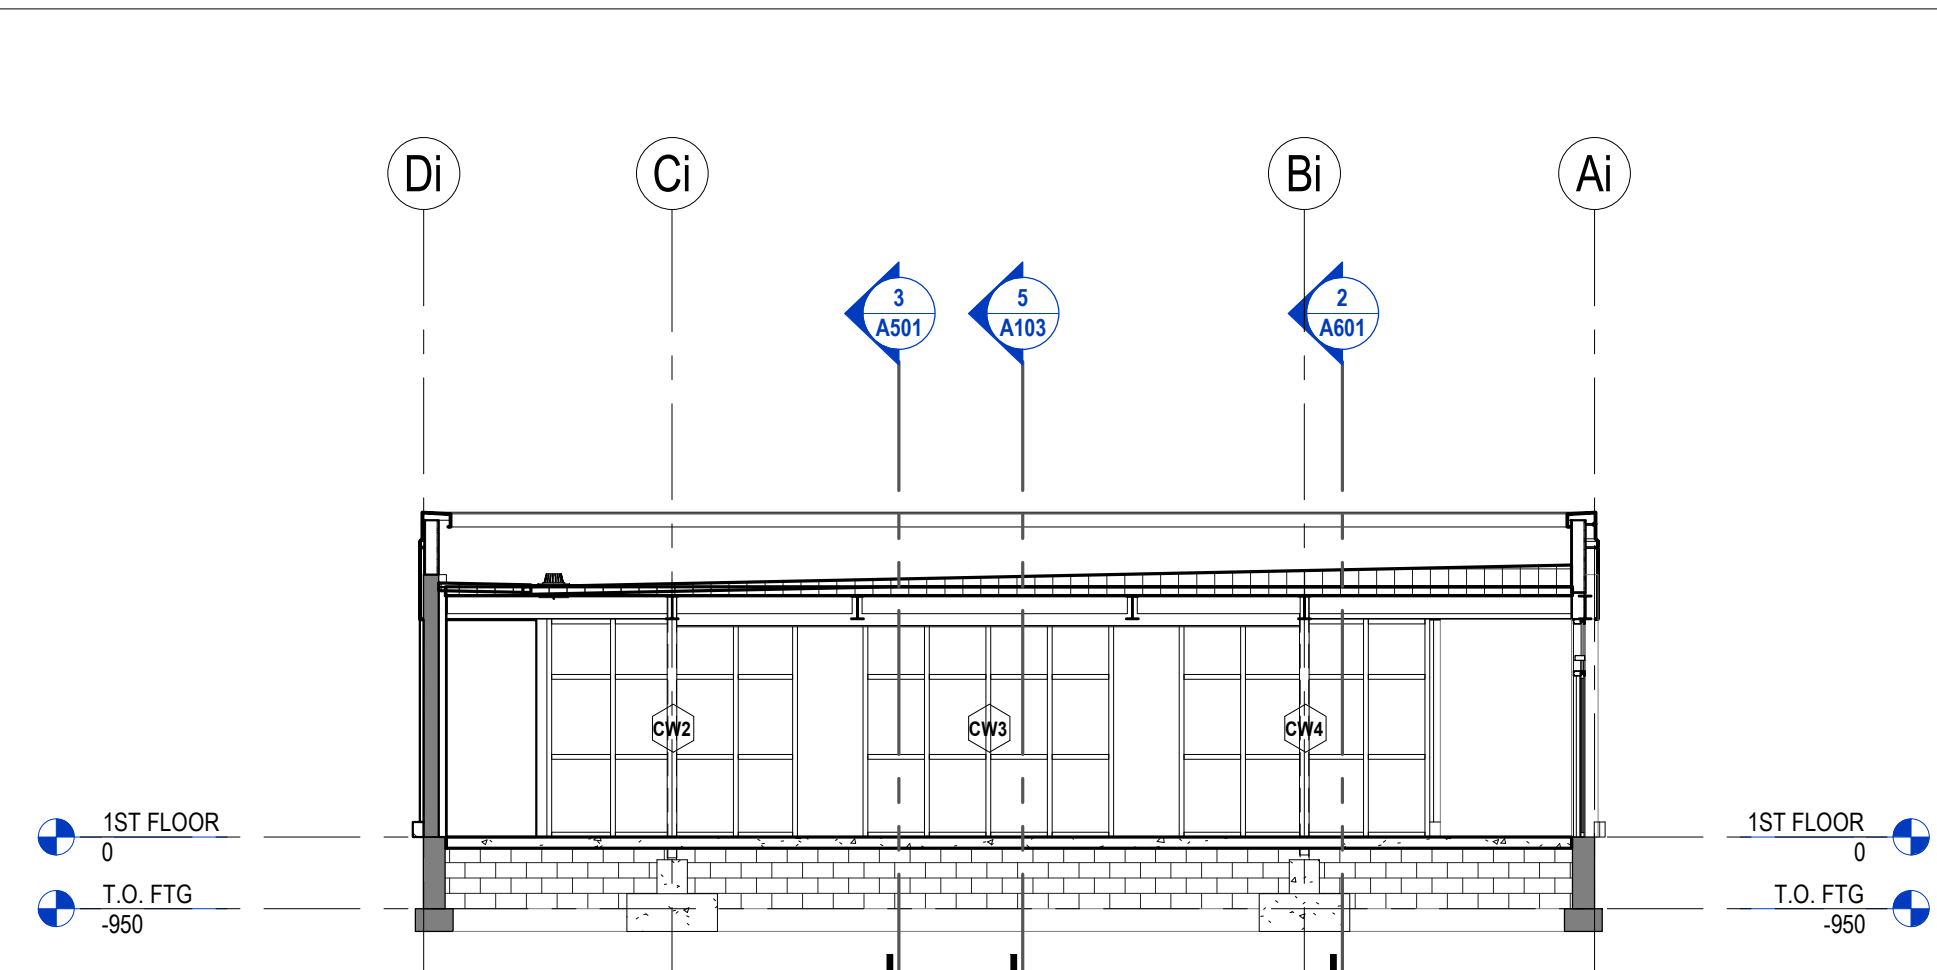 Di
Ci
Bi
Ai
3
A501
5
A103
2
A601
CW2
CW3
CW4
1ST FLOOR
0
T.O. FTG
-950
1ST FLOOR
0
T.O. FTG
-950